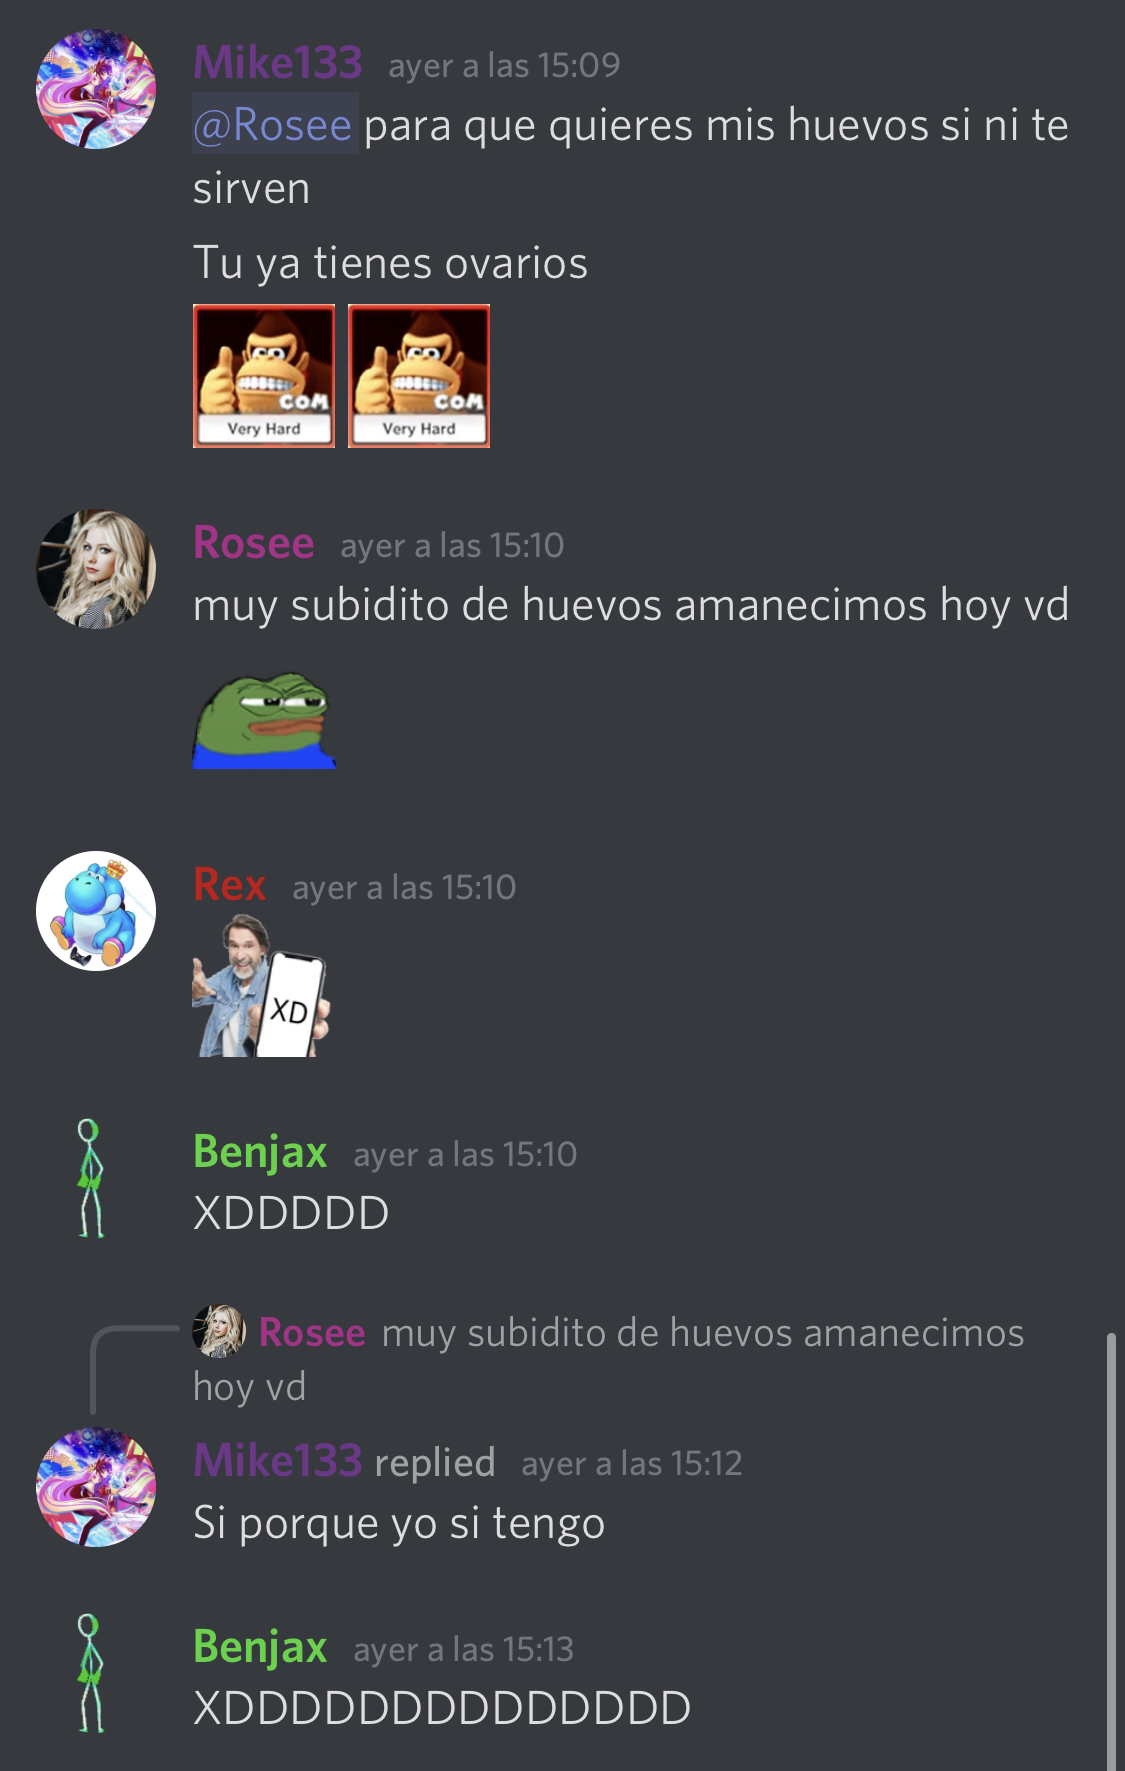 Mike133 ayer a las 15:09
@Rosee para que quieres mis huevos si ni te
sirven
Tu ya tienes ovarios
COM COM
Very Hard Very Hard
Rosee ayer a las 15:10
muy subidito de huevos amanecimos hoy vd
Rex ayer a las 15:10
XD
Benjax ayer a las 15:10
XDDDDD
Rosee muy subidito de huevos amanecimos
hoy vd
Mike133 replied ayer a las 15:12
Si porque yo si tengo
Benjax ayer a las 15:13
XDDDDDDDDDDDDDD